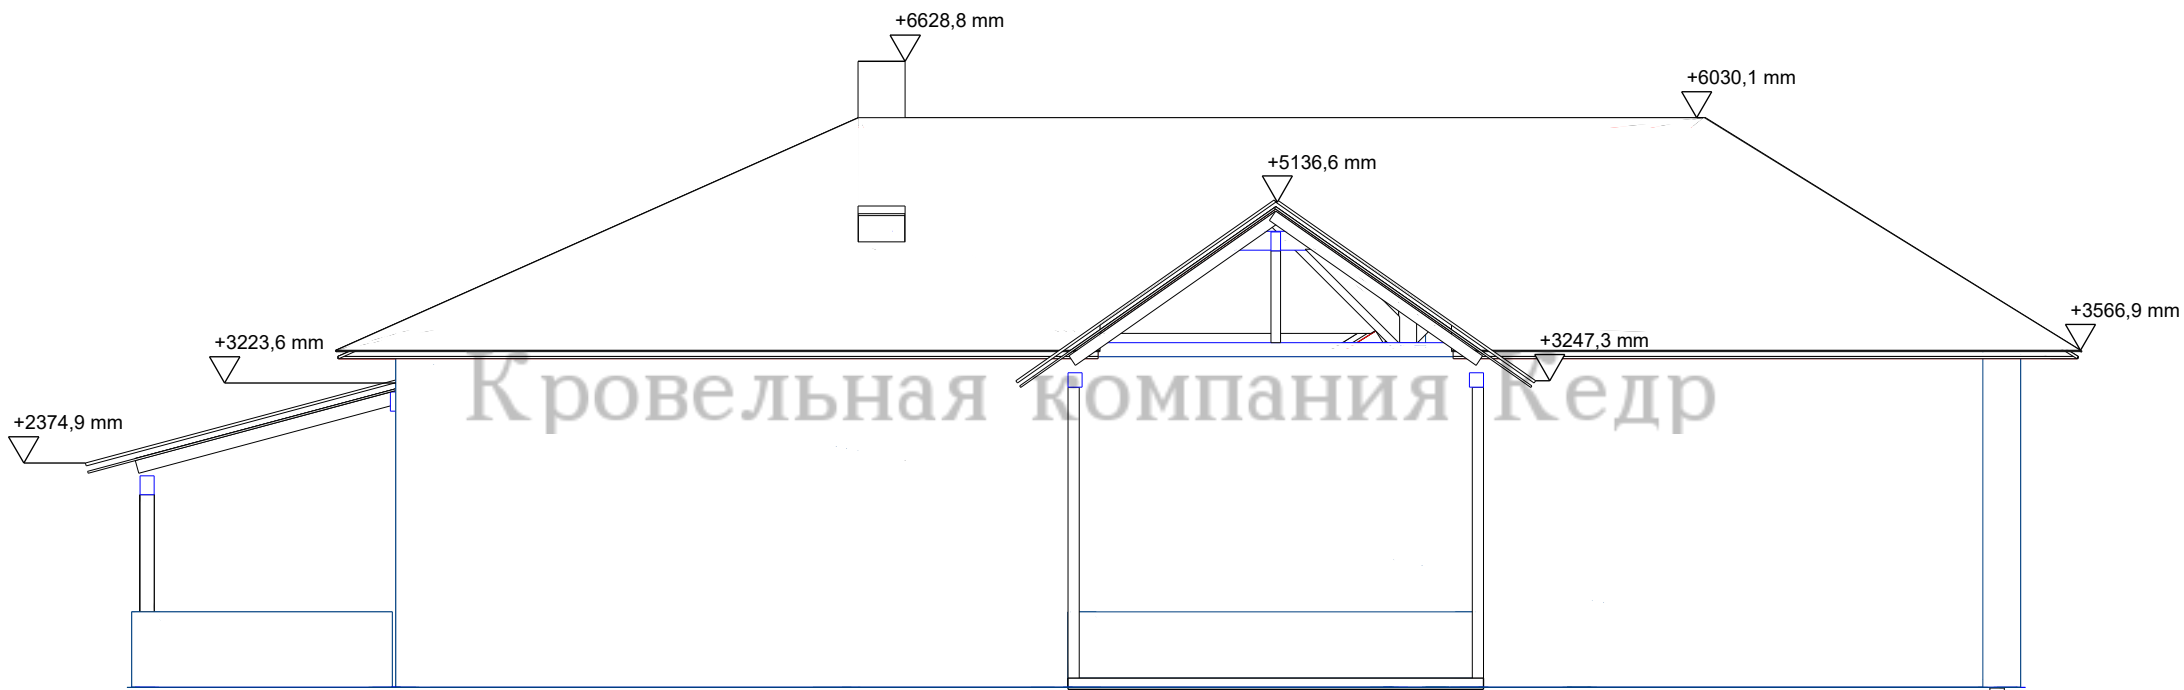 +6628,8 mm
+6030,1 mm
+5136,6 mm
+3566,9 mm
+3223,6 mm
+3247,3 mm
Кровельная компания Кедр
+2374,9 mm